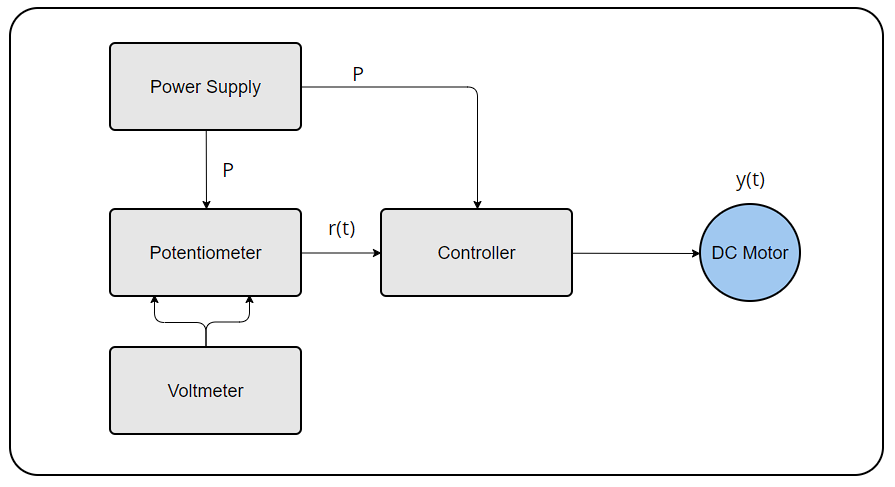 Power Supply
P
P
Potentiometer
r(t)
Controller
y(t)
DC Motor
Voltmeter